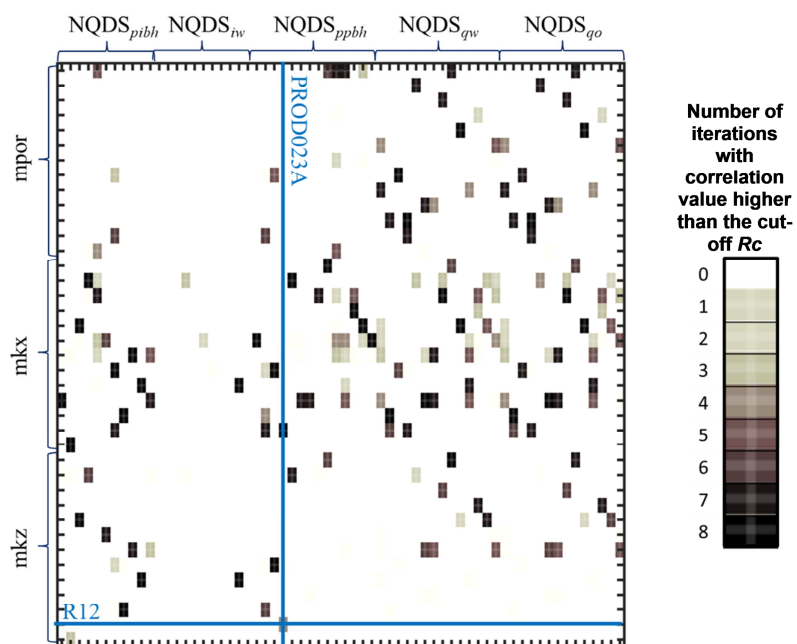 NQDSpibh NQDSiw NQDSppbh NQDSqw NQDSqo
PROD023A
mpor
mkx
mkz
R12
Number of
iterations
with
correlation
value higher
than the cut-
off Rc
0
1
2
3
4
5
6
7
8